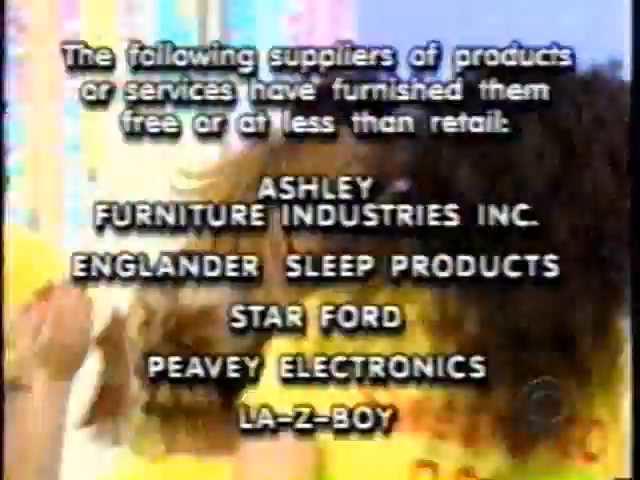 The following suppliers of products
or services have furnished them
free or at less than retail:
ASHLEY
FURNITURE INDUSTRIES INC.
ENGLANDER SLEEP PRODUCTS
STAR FORD
PEAVEY ELECTRONICS
LA-Z-BOY